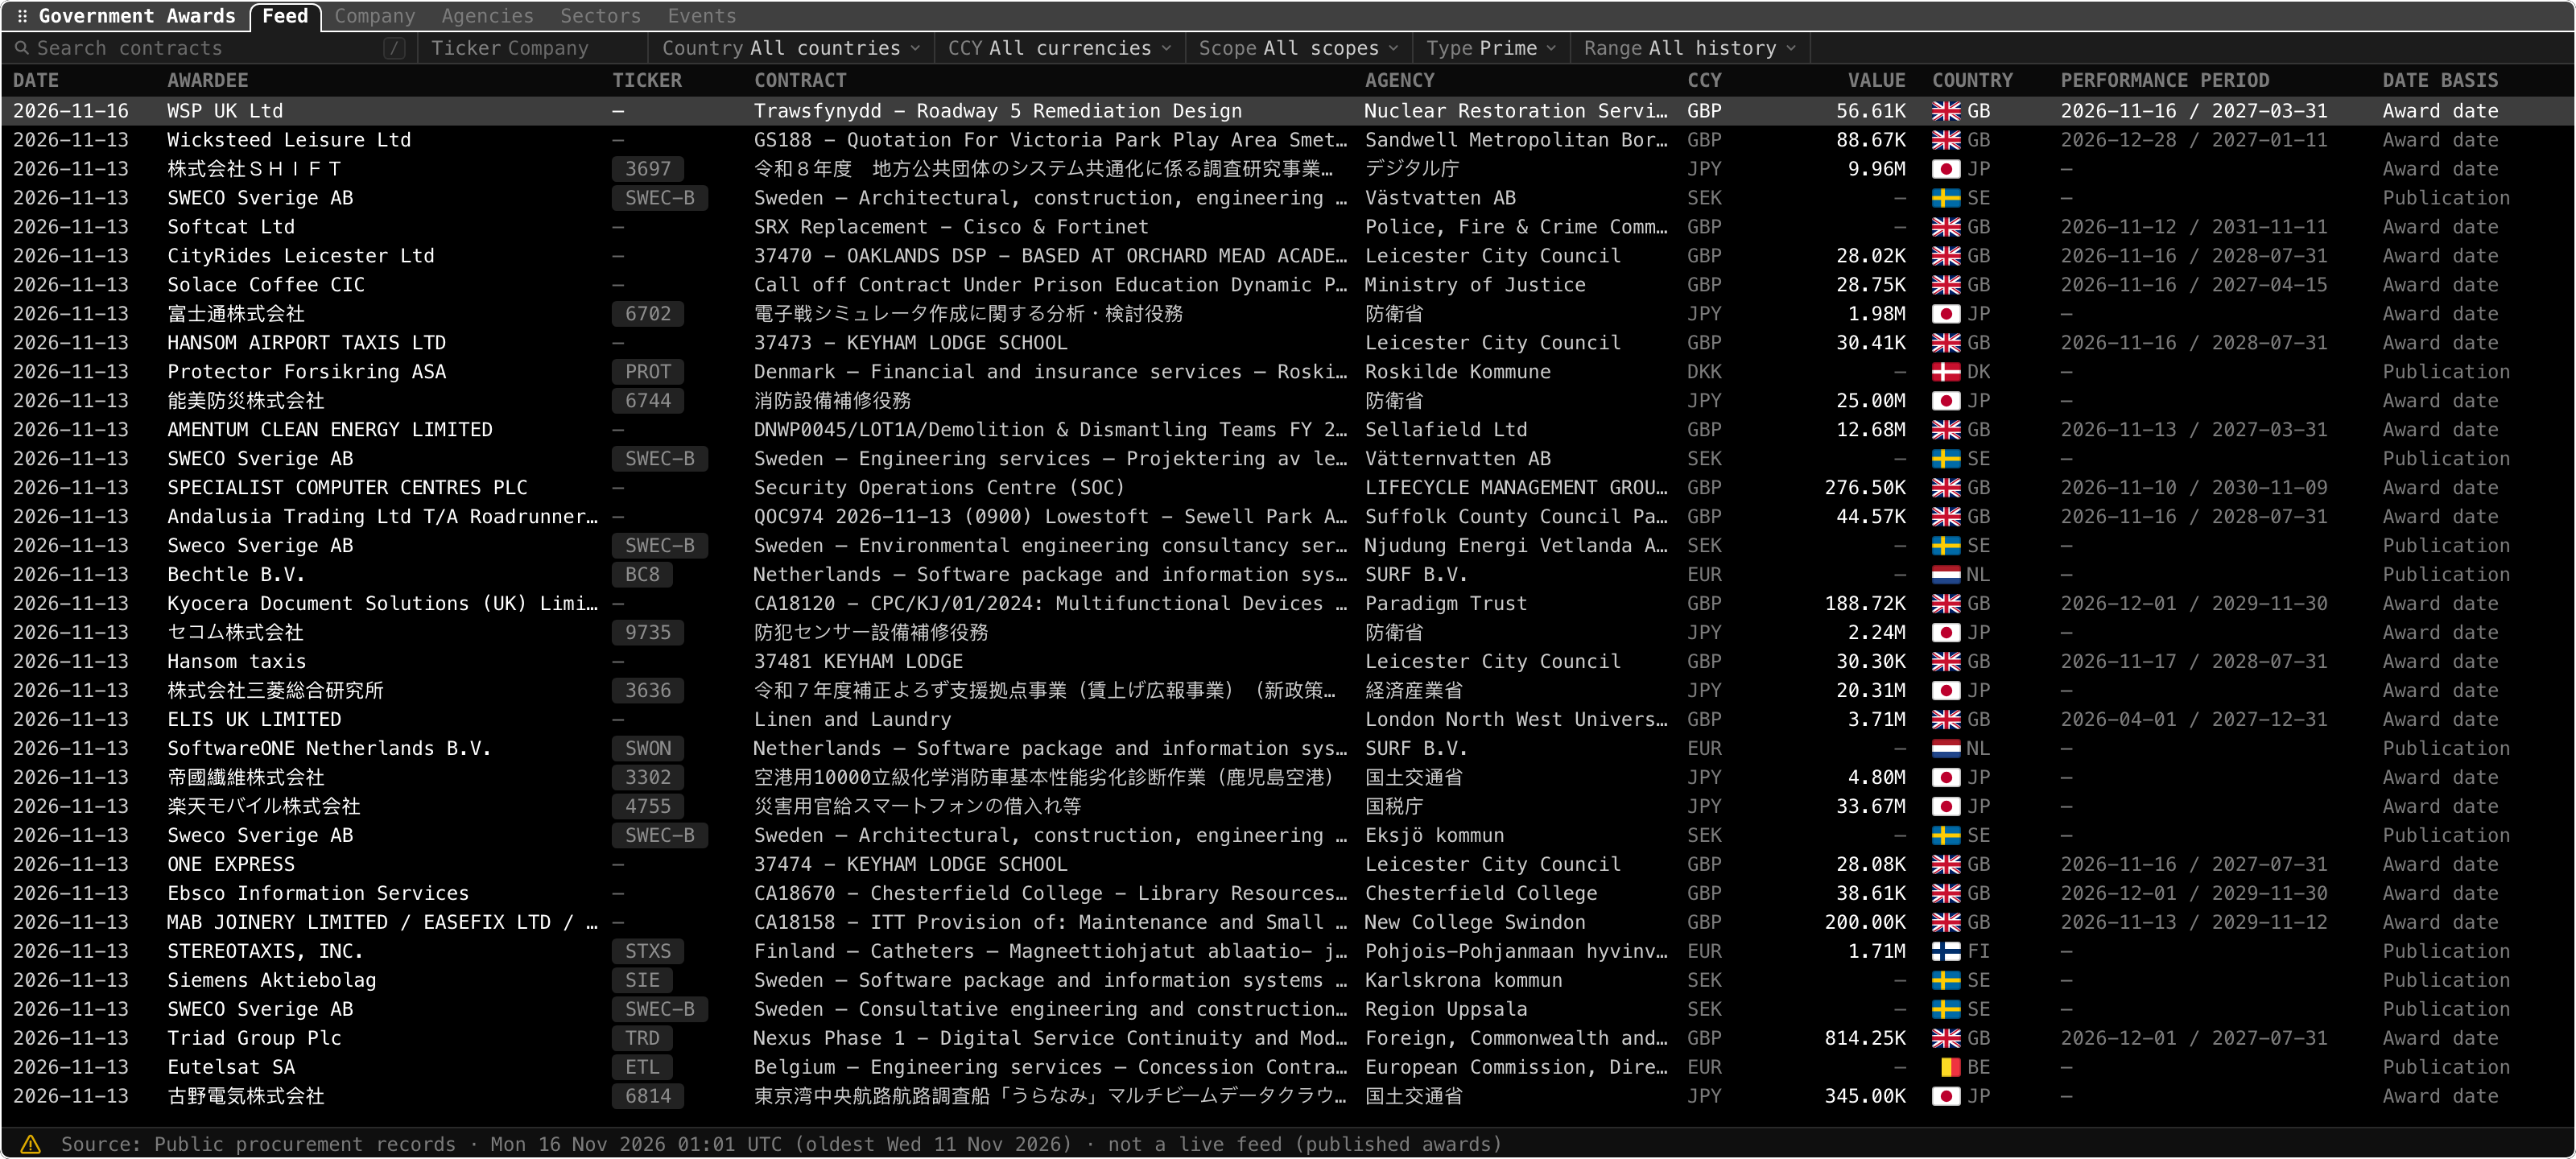 Government Awards Feed Company Agencies Sectors Events
Search contracts / Ticker Company Country All countries CCY All currencies Scope All scopes Type Prime Range All history
DATE AWARDEE TICKER CONTRACT AGENCY CCY VALUE COUNTRY PERFORMANCE PERIOD DATE BASIS
2026-11-16 WSP UK Ltd — Trawsfynydd – Roadway 5 Remediation Design Nuclear Restoration Servi… GBP 56.61K GB 2026-11-16 / 2027-03-31 Award date
2026-11-13 Wicksteed Leisure Ltd — GS188 – Quotation For Victoria Park Play Area Smet… Sandwell Metropolitan Bor… GBP 88.67K GB 2026-12-28 / 2027-01-11 Award date
2026-11-13 株式会社ＳＨＩＦＴ 3697 令和８年度　地方公共団体のシステム共通化に係る調査研究事業… デジタル庁 JPY 9.96M JP — Award date
2026-11-13 SWECO Sverige AB SWEC-B Sweden – Architectural, construction, engineering … Västvatten AB SEK — SE — Publication
2026-11-13 Softcat Ltd — SRX Replacement – Cisco & Fortinet Police, Fire & Crime Comm… GBP — GB 2026-11-12 / 2031-11-11 Award date
2026-11-13 CityRides Leicester Ltd — 37470 – OAKLANDS DSP – BASED AT ORCHARD MEAD ACADE… Leicester City Council GBP 28.02K GB 2026-11-16 / 2028-07-31 Award date
2026-11-13 Solace Coffee CIC — Call off Contract Under Prison Education Dynamic P… Ministry of Justice GBP 28.75K GB 2026-11-16 / 2027-04-15 Award date
2026-11-13 富士通株式会社 6702 電子戦シミュレータ作成に関する分析・検討役務 防衛省 JPY 1.98M JP — Award date
2026-11-13 HANSOM AIRPORT TAXIS LTD — 37473 – KEYHAM LODGE SCHOOL Leicester City Council GBP 30.41K GB 2026-11-16 / 2028-07-31 Award date
2026-11-13 Protector Forsikring ASA PROT Denmark – Financial and insurance services – Roski… Roskilde Kommune DKK — DK — Publication
2026-11-13 能美防災株式会社 6744 消防設備補修役務 防衛省 JPY 25.00M JP — Award date
2026-11-13 AMENTUM CLEAN ENERGY LIMITED — DNWP0045/LOT1A/Demolition & Dismantling Teams FY 2… Sellafield Ltd GBP 12.68M GB 2026-11-13 / 2027-03-31 Award date
2026-11-13 SWECO Sverige AB SWEC-B Sweden – Engineering services – Projektering av le… Vätternvatten AB SEK — SE — Publication
2026-11-13 SPECIALIST COMPUTER CENTRES PLC — Security Operations Centre (SOC) LIFECYCLE MANAGEMENT GROU… GBP 276.50K GB 2026-11-10 / 2030-11-09 Award date
2026-11-13 Andalusia Trading Ltd T/A Roadrunner… — QOC974 2026-11-13 (0900) Lowestoft – Sewell Park A… Suffolk County Council Pa… GBP 44.57K GB 2026-11-16 / 2028-07-31 Award date
2026-11-13 Sweco Sverige AB SWEC-B Sweden – Environmental engineering consultancy ser… Njudung Energi Vetlanda A… SEK — SE — Publication
2026-11-13 Bechtle B.V. BC8 Netherlands – Software package and information sys… SURF B.V. EUR — NL — Publication
2026-11-13 Kyocera Document Solutions (UK) Limi… — CA18120 – CPC/KJ/01/2024: Multifunctional Devices … Paradigm Trust GBP 188.72K GB 2026-12-01 / 2029-11-30 Award date
2026-11-13 セコム株式会社 9735 防犯センサー設備補修役務 防衛省 JPY 2.24M JP — Award date
2026-11-13 Hansom taxis — 37481 KEYHAM LODGE Leicester City Council GBP 30.30K GB 2026-11-17 / 2028-07-31 Award date
2026-11-13 株式会社三菱総合研究所 3636 令和７年度補正よろず支援拠点事業（賃上げ広報事業）（新政策… 経済産業省 JPY 20.31M JP — Award date
2026-11-13 ELIS UK LIMITED — Linen and Laundry London North West Univers… GBP 3.71M GB 2026-04-01 / 2027-12-31 Award date
2026-11-13 SoftwareONE Netherlands B.V. SWON Netherlands – Software package and information sys… SURF B.V. EUR — NL — Publication
2026-11-13 帝國繊維株式会社 3302 空港用10000立級化学消防車基本性能劣化診断作業（鹿児島空港） 国土交通省 JPY 4.80M JP — Award date
2026-11-13 楽天モバイル株式会社 4755 災害用官給スマートフォンの借入れ等 国税庁 JPY 33.67M JP — Award date
2026-11-13 Sweco Sverige AB SWEC-B Sweden – Architectural, construction, engineering … Eksjö kommun SEK — SE — Publication
2026-11-13 ONE EXPRESS — 37474 – KEYHAM LODGE SCHOOL Leicester City Council GBP 28.08K GB 2026-11-16 / 2027-07-31 Award date
2026-11-13 Ebsco Information Services — CA18670 – Chesterfield College – Library Resources… Chesterfield College GBP 38.61K GB 2026-12-01 / 2029-11-30 Award date
2026-11-13 MAB JOINERY LIMITED / EASEFIX LTD / … — CA18158 – ITT Provision of: Maintenance and Small … New College Swindon GBP 200.00K GB 2026-11-13 / 2029-11-12 Award date
2026-11-13 STEREOTAXIS, INC. STXS Finland – Catheters – Magneettiohjatut ablaatio- j… Pohjois-Pohjanmaan hyvinv… EUR 1.71M FI — Publication
2026-11-13 Siemens Aktiebolag SIE Sweden – Software package and information systems … Karlskrona kommun SEK — SE — Publication
2026-11-13 SWECO Sverige AB SWEC-B Sweden – Consultative engineering and construction… Region Uppsala SEK — SE — Publication
2026-11-13 Triad Group Plc TRD Nexus Phase 1 – Digital Service Continuity and Mod… Foreign, Commonwealth and… GBP 814.25K GB 2026-12-01 / 2027-07-31 Award date
2026-11-13 Eutelsat SA ETL Belgium – Engineering services – Concession Contra… European Commission, Dire… EUR — BE — Publication
2026-11-13 古野電気株式会社 6814 東京湾中央航路航路調査船「うらなみ」マルチビームデータクラウ… 国土交通省 JPY 345.00K JP — Award date
Source: Public procurement records · Mon 16 Nov 2026 01:01 UTC (oldest Wed 11 Nov 2026) · not a live feed (published awards)